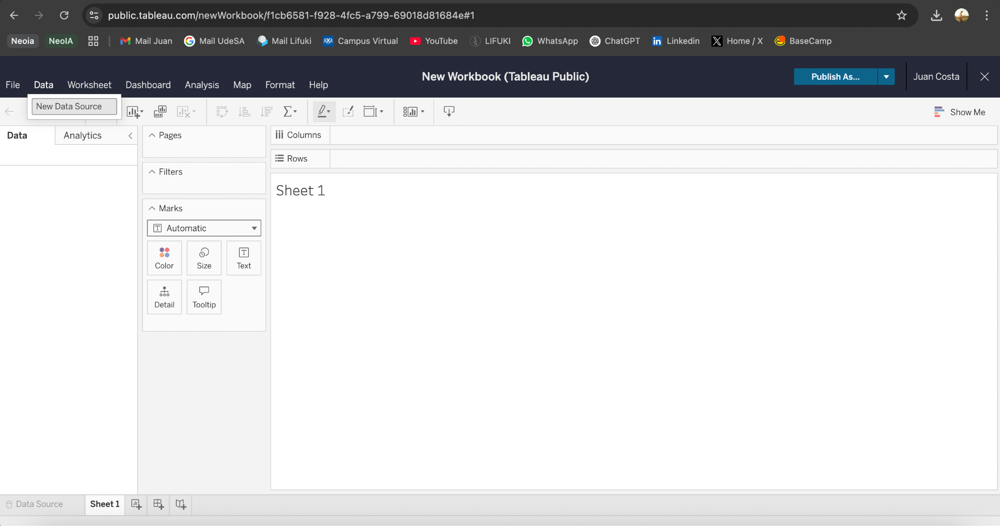 public.tableau.com/newWorkbook/f1cb6581-f928-4fc5-a799-69018d81684e#1
Neoia NeoIA Mail Juan Mail UdeSA Mail Lifuki Campus Virtual YouTube LIFUKI WhatsApp ChatGPT Linkedin Home / X BaseCamp
New Workbook (Tableau Public) Publish As... Juan Costa
File Data Worksheet Dashboard Analysis Map Format Help
New Data Source
Show Me
Data Analytics
Pages
Columns
Rows
Filters
Sheet 1
Marks
Automatic
Color Size Text
Detail Tooltip
Data Source Sheet 1